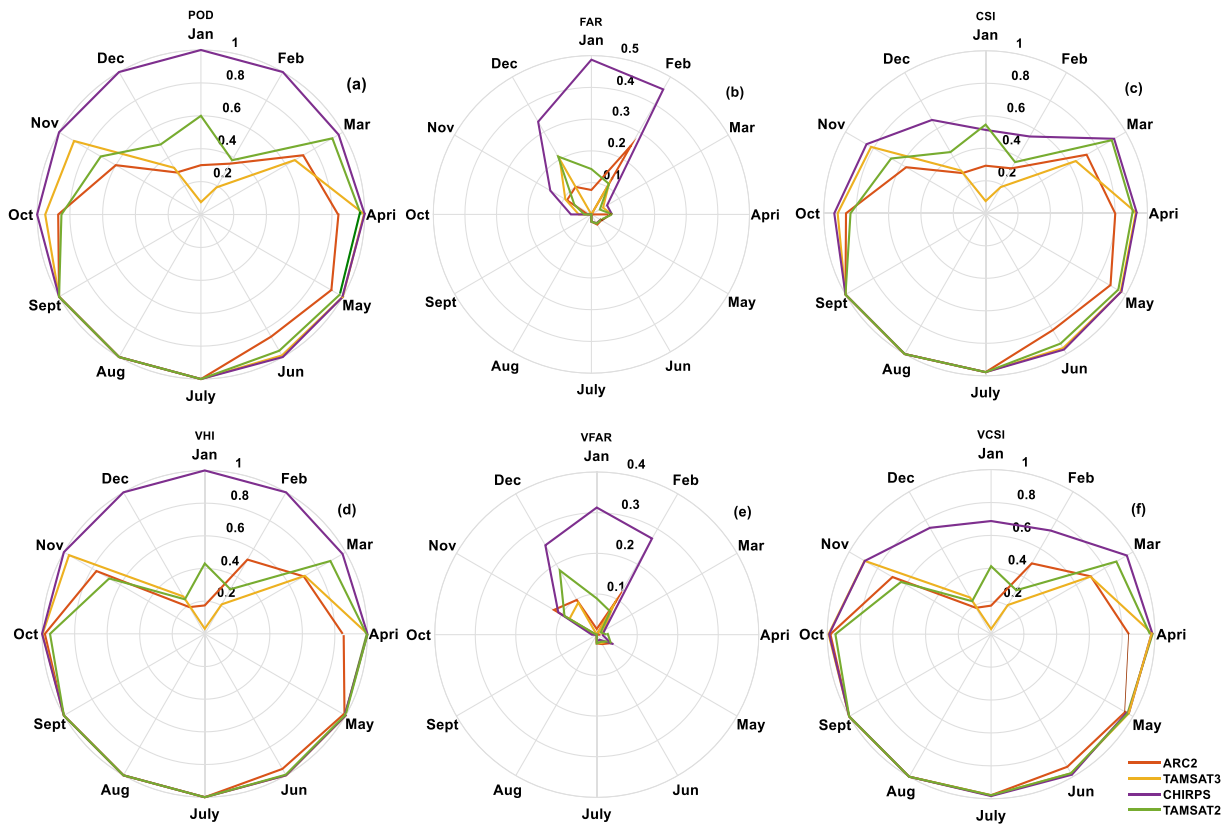 POD
Jan
1
Feb
0.8
0.6
0.4
0.2
Mar
Apri
May
Jun
July
Aug
Sept
Oct
Nov
Dec
(a)
FAR
Jan
0.5
Feb
0.4
0.3
0.2
0.1
Mar
Apri
May
Jun
July
Aug
Sept
Oct
Nov
Dec
(b)
CSI
Jan
1
Feb
0.8
0.6
0.4
0.2
Mar
Apri
May
Jun
July
Aug
Sept
Oct
Nov
Dec
(c)
VHI
Jan
1
Feb
0.8
0.6
0.4
0.2
Mar
Apri
May
Jun
July
Aug
Sept
Oct
Nov
Dec
(d)
VFAR
Jan
0.4
Feb
0.3
0.2
0.1
Mar
Apri
May
Jun
July
Aug
Sept
Oct
Nov
Dec
(e)
VCSI
Jan
1
Feb
0.8
0.6
0.4
0.2
Mar
Apri
May
Jun
July
Aug
Sept
Oct
Nov
Dec
(f)
ARC2
TAMSAT3
CHIRPS
TAMSAT2